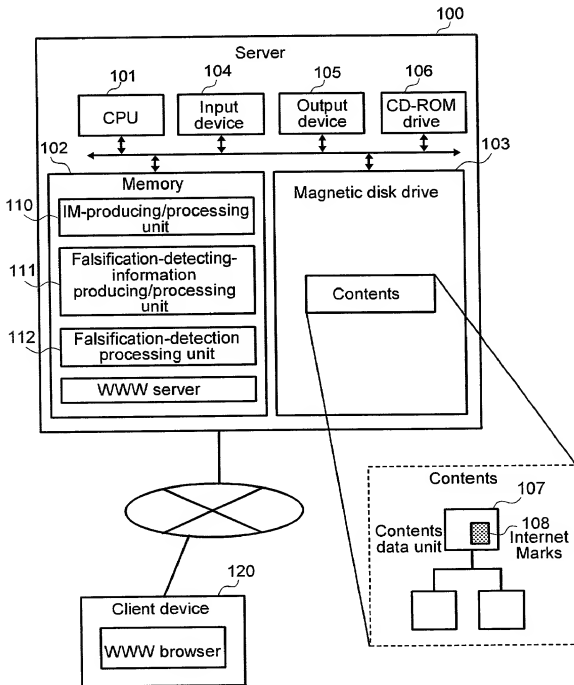 100
Server
101
104
105
106
CPU
Input
device
Output
device
CD-ROM
drive
102
103
Memory
Magnetic disk drive
110
IM-producing/processing
unit
111
Falsification-detecting-
information
producing/processing
unit
Contents
112
Falsification-detection
processing unit
WWW server
Contents
107
Contents
data unit
108
Internet
Marks
120
Client device
WWW browser